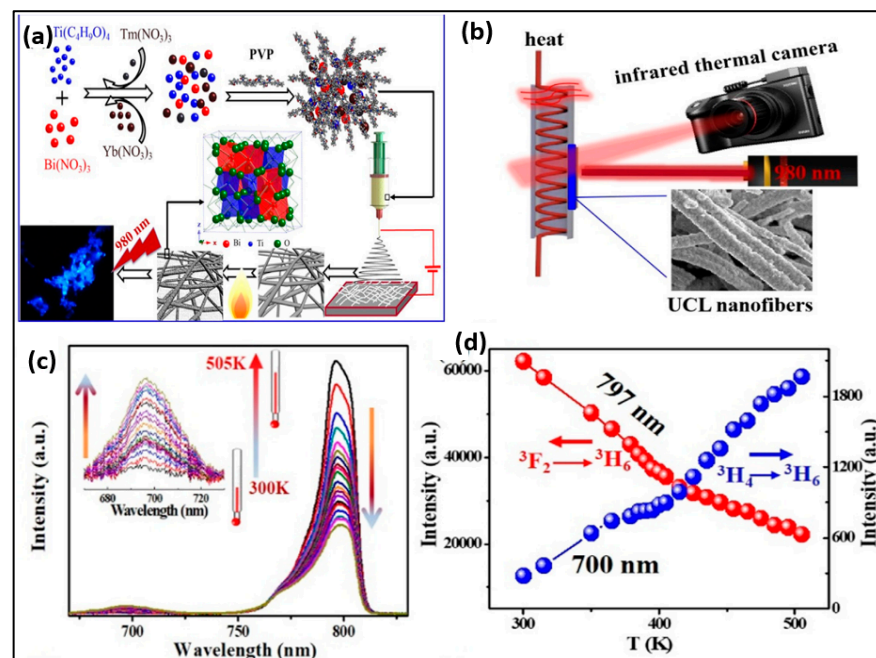 (a)
Ti(C₄H₉O)₄
Tm(NO₃)₃
+
PVP
Bi(NO₃)₃
Yb(NO₃)₃
980 nm
Bi Ti O
(b)
heat
infrared thermal camera
980 nm
UCL nanofibers
(c)
505K
300K
Intensity (a.u.)
680 700 720
Wavelength (nm)
700 750 800
Wavelength (nm)
(d)
60000
40000
20000
Intensity (a.u.)
797 nm
³F₂ → ³H₆
³H₄ → ³H₆
700 nm
1800
1200
600
0
Intensity (a.u.)
300 400 500
T (K)